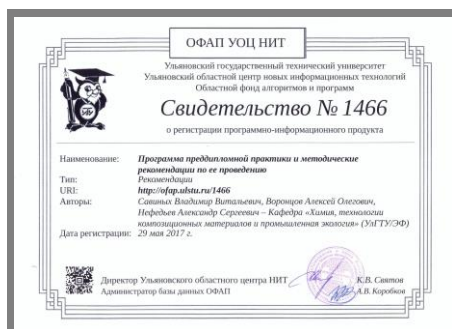 ОФАП УОЦ НИТ
Ульяновский государственный технический университет
Ульяновский областной центр новых информационных технологий
Областной фонд алгоритмов и программ
Свидетельство № 1466
о регистрации программно-информационного продукта
Наименование: Программа преддипломной практики и методические
рекомендации по ее проведению
Тип: Рекомендации
URI: http://ofap.ulstu.ru/1466
Авторы: Савиных Владимир Витальевич, Воронцов Алексей Олегович,
Нефедьев Александр Сергеевич – Кафедра «Химия, технологии
композиционных материалов и промышленная экология» (УлГТУ/ЭФ)
Дата регистрации: 29 мая 2017 г.
Директор Ульяновского областного центра НИТ К.В. Святов
Администратор базы данных ОФАП А.В. Коробков